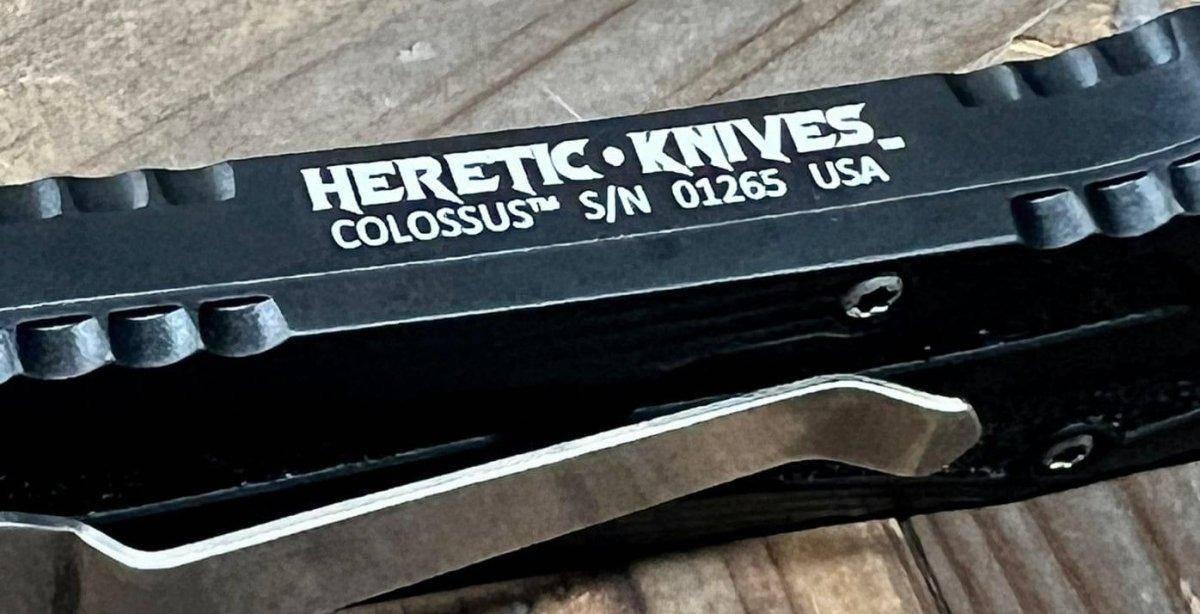 HERETIC • KNIVES
COLOSSUS™ S/N 01265 USA